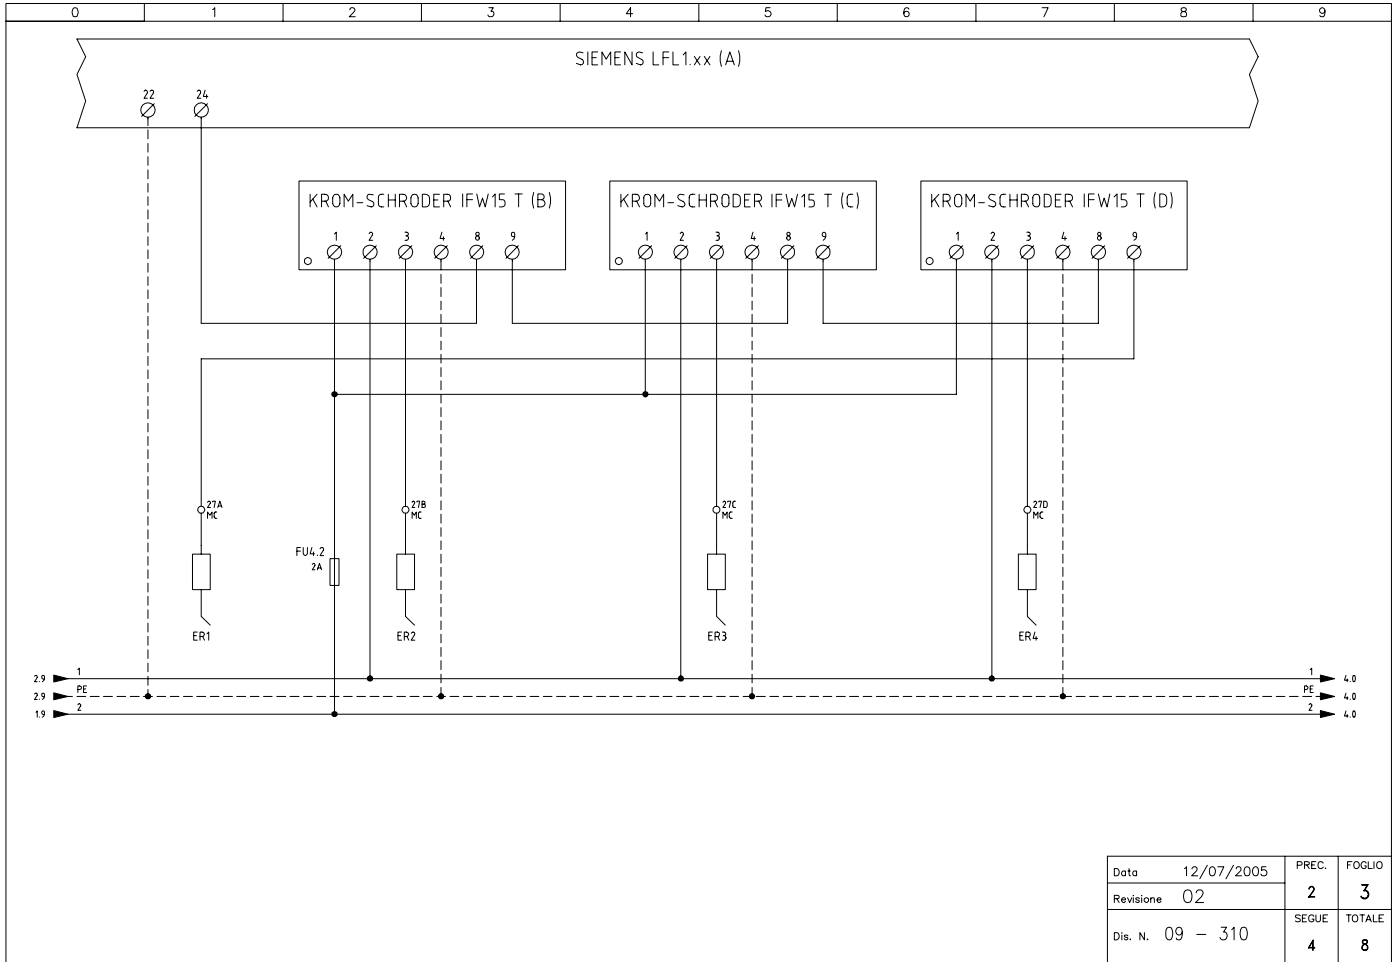 0 1 2 3 4 5 6 7 8 9
SIEMENS LFL1.xx (A)
22 24
KROM-SCHRODER IFW15 T (B) KROM-SCHRODER IFW15 T (C) KROM-SCHRODER IFW15 T (D)
1 2 3 4 8 9 1 2 3 4 8 9 1 2 3 4 8 9
27A 27B 27C 27D
MC MC MC MC
FU4.2
2A
ER1 ER2 ER3 ER4
2.9 1 1 4.0
2.9 PE PE 4.0
1.9 2 2 4.0
Data 12/07/2005 PREC. FOGLIO
Revisione 02 2 3
SEGUE TOTALE
Dis. N. 09 - 310 4 8